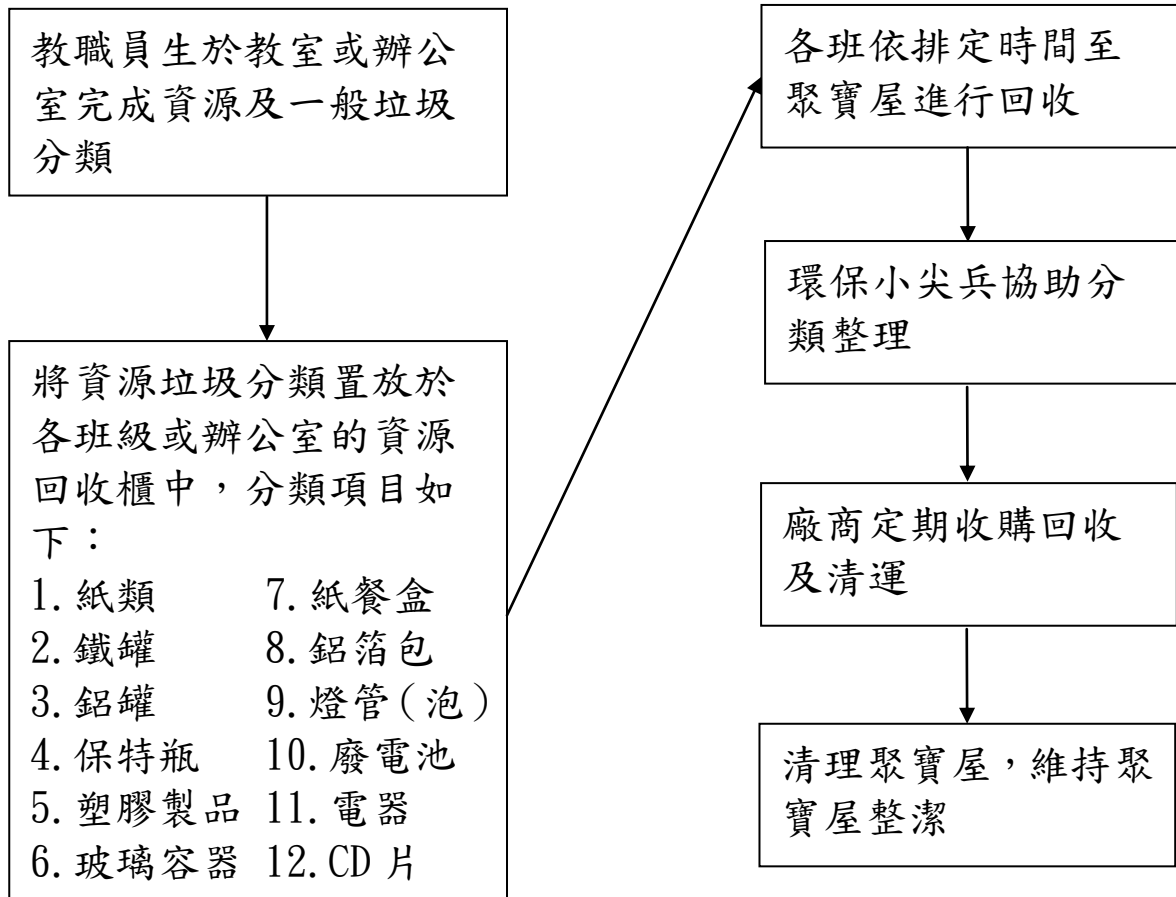 教職員生於教室或辦公
室完成資源及一般垃圾
分類
將資源垃圾分類置放於
各班級或辦公室的資源
回收櫃中，分類項目如
下：
1.紙類 7.紙餐盒
2.鐵罐 8.鋁箔包
3.鋁罐 9.燈管(泡)
4.保特瓶 10.廢電池
5.塑膠製品 11.電器
6.玻璃容器 12.CD 片
各班依排定時間至
聚寶屋進行回收
環保小尖兵協助分
類整理
廠商定期收購回收
及清運
清理聚寶屋，維持聚
寶屋整潔